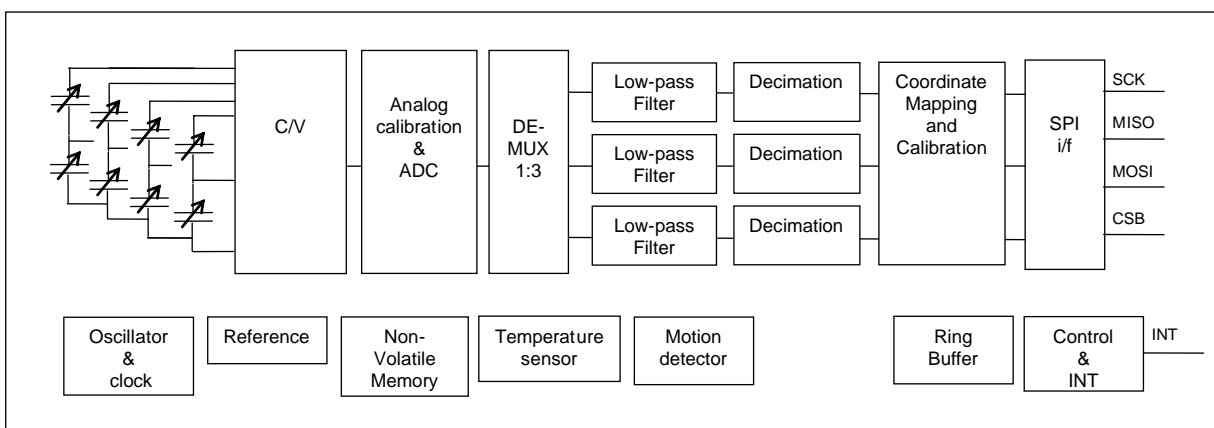 C/V
Analog
calibration
&
ADC
DE-
MUX
1:3
Low-pass
Filter
Decimation
Low-pass
Filter
Decimation
Low-pass
Filter
Decimation
Coordinate
Mapping
and
Calibration
SPI
i/f
SCK
MISO
MOSI
CSB
Oscillator
&
clock
Reference
Non-
Volatile
Memory
Temperature
sensor
Motion
detector
Ring
Buffer
Control
&
INT
INT